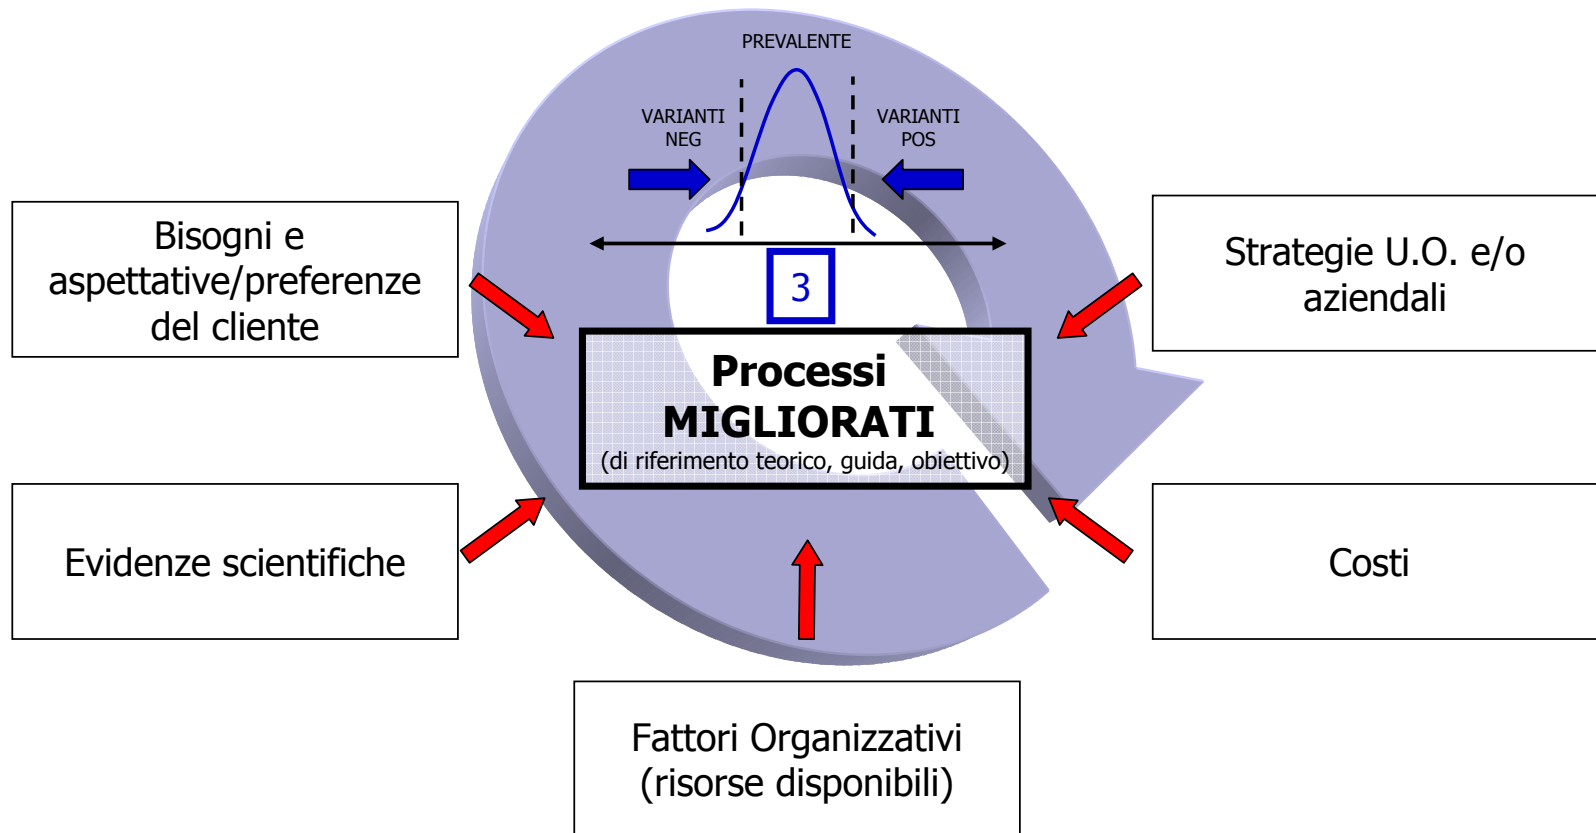 PREVALENTE
VARIANTI
NEG
VARIANTI
POS
Bisogni e
aspettative/preferenze
del cliente
Strategie U.O. e/o
aziendali
3
Processi
MIGLIORATI
(di riferimento teorico, guida, obiettivo)
Evidenze scientifiche
Costi
Fattori Organizzativi
(risorse disponibili)